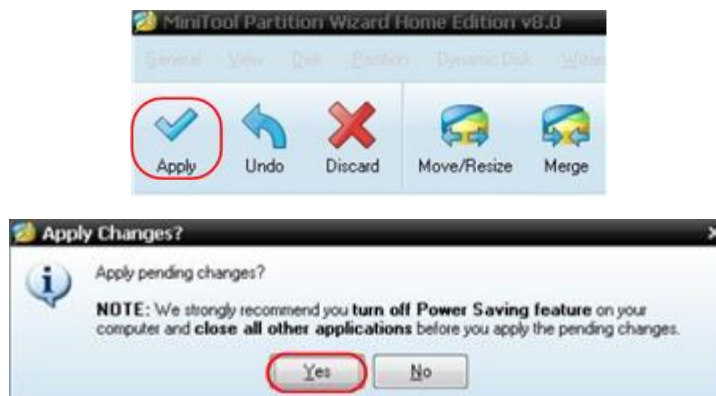 MiniTool Partition Wizard Home Edition v8.0
General View Disk Partition Dynamic Disk
Apply Undo Discard Move/Resize Merge
Apply Changes?
Apply pending changes?
NOTE: We strongly recommend you turn off Power Saving feature on your
computer and close all other applications before you apply the pending changes.
Yes No